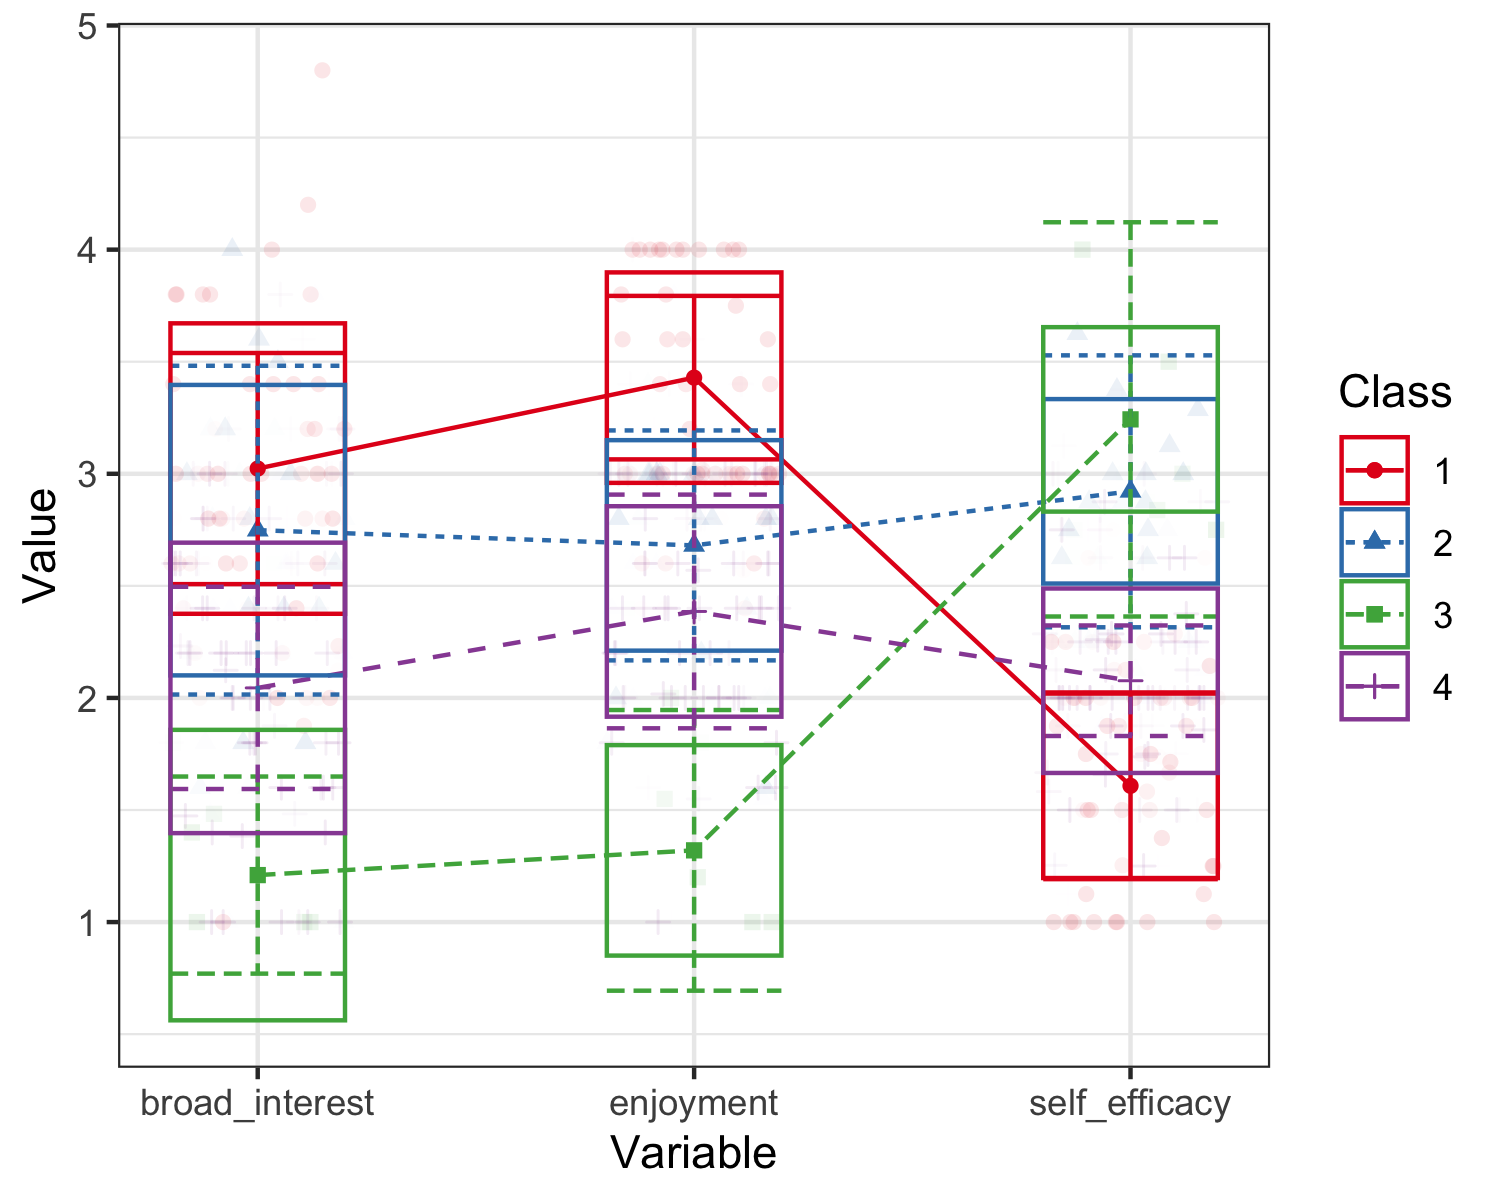 5
4
3
2
1
Value
broad_interest
enjoyment
self_efficacy
Variable
Class
1
2
3
4